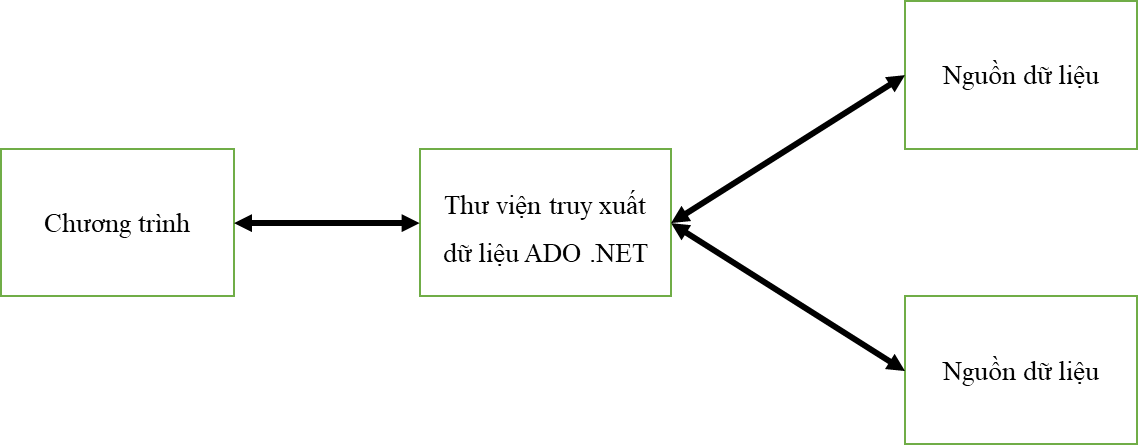 Nguồn dữ liệu
Chương trình
Thư viện truy xuất
dữ liệu ADO .NET
Nguồn dữ liệu